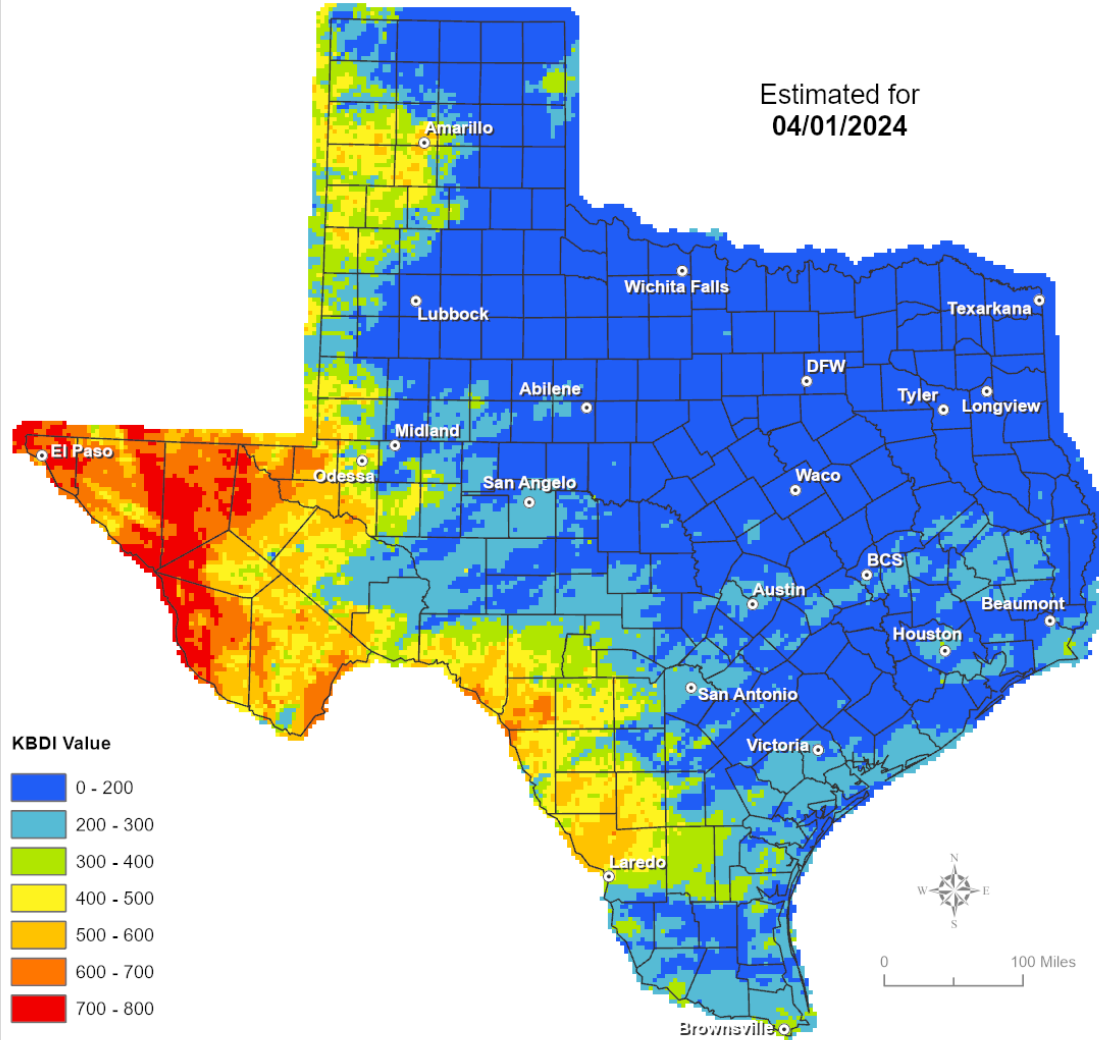 Estimated for
04/01/2024
Amarillo
Wichita Falls
Lubbock
Texarkana
DFW
Abilene
Tyler
Longview
Midland
El Paso
Odessa
San Angelo
Waco
BCS
Austin
Beaumont
Houston
San Antonio
Victoria
Laredo
Brownsville
KBDI Value
0 - 200
200 - 300
300 - 400
400 - 500
500 - 600
600 - 700
700 - 800
N
W E
S
0 100 Miles